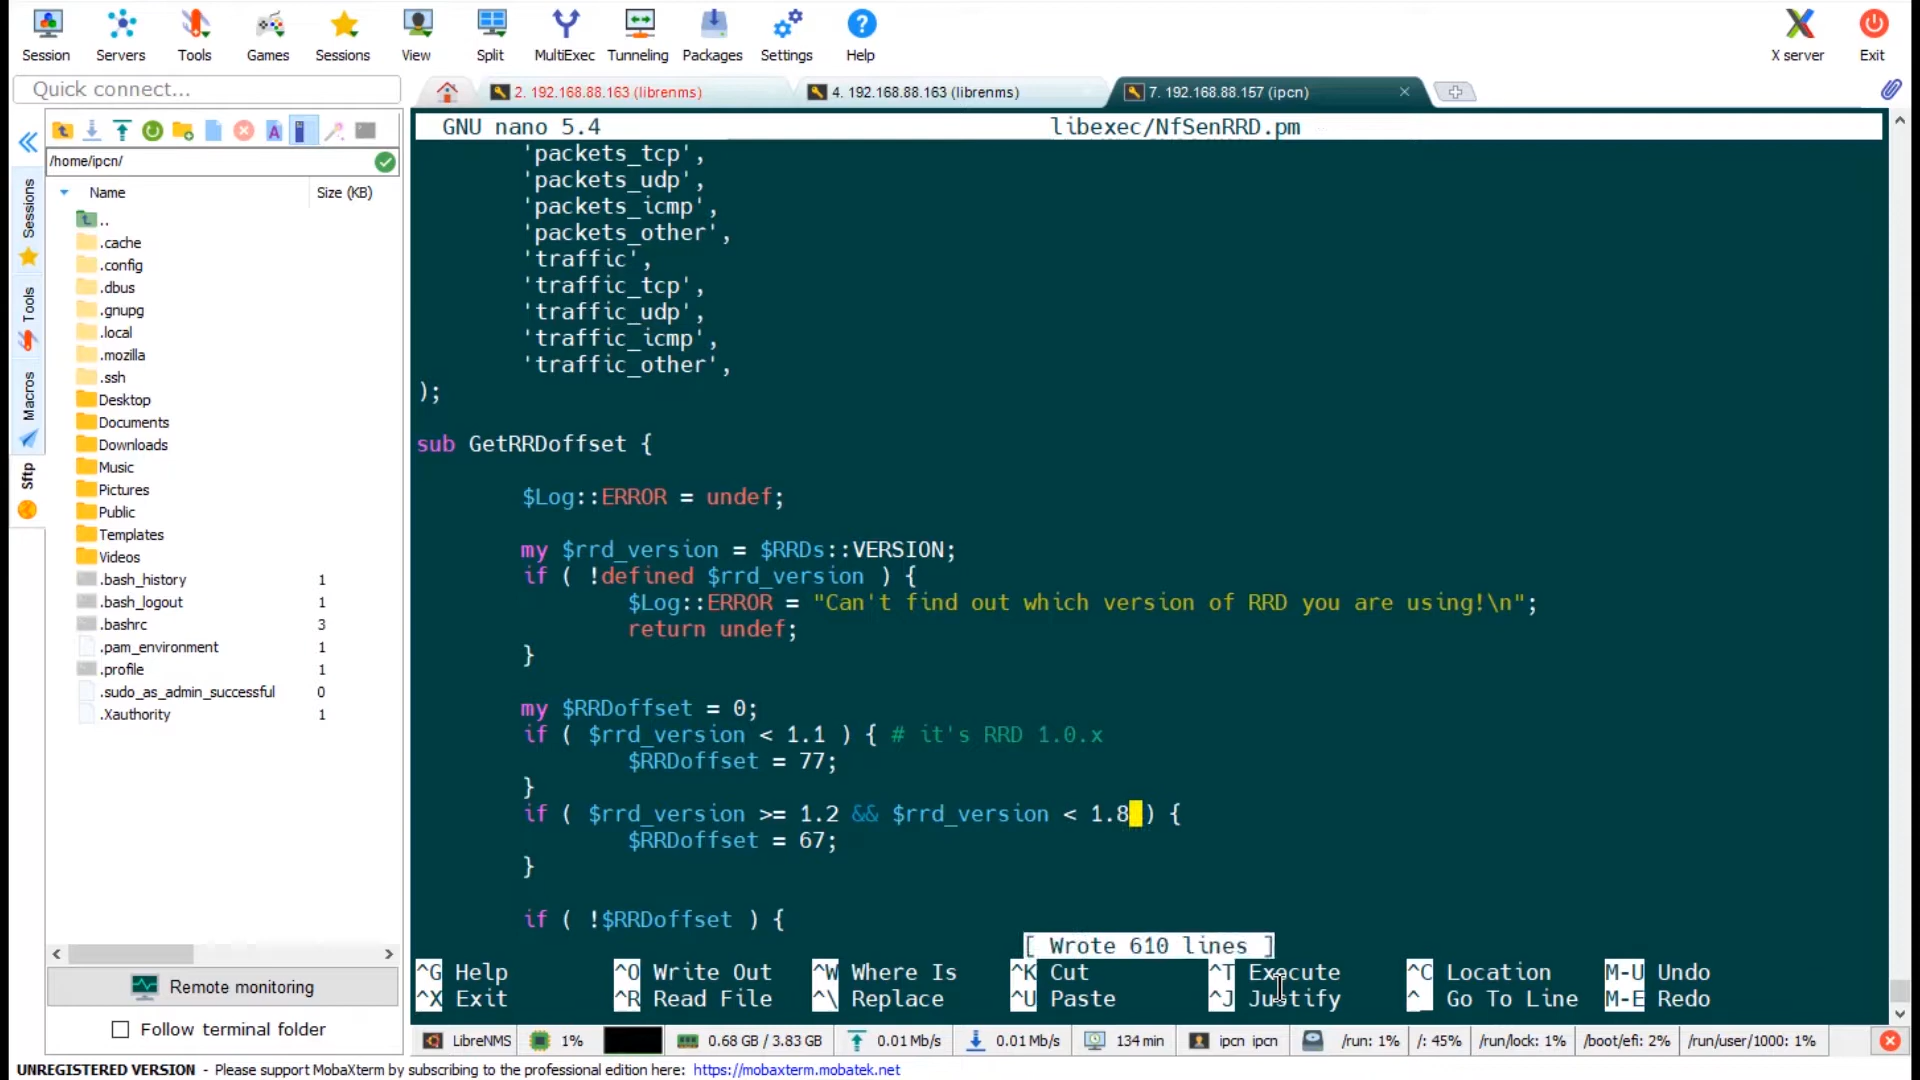 Session Servers Tools Games Sessions View Split MultiExec Tunneling Packages Settings Help X server Exit
Quick connect...
2. 192.168.88.163 (librenms)
4. 192.168.88.163 (librenms)
7. 192.168.88.157 (ipcn)
Sessions
Tools
Macros
Sftp
/home/ipcn/
Name Size (KB)
..
.cache
.config
.dbus
.gnupg
.local
.mozilla
.ssh
Desktop
Documents
Downloads
Music
Pictures
Public
Templates
Videos
.bash_history 1
.bash_logout 1
.bashrc 3
.pam_environment 1
.profile 1
.sudo_as_admin_successful 0
.Xauthority 1
Remote monitoring
Follow terminal folder
GNU nano 5.4 libexec/NfSenRRD.pm
'packets_tcp',
'packets_udp',
'packets_icmp',
'packets_other',
'traffic',
'traffic_tcp',
'traffic_udp',
'traffic_icmp',
'traffic_other',
);
sub GetRRDoffset {
$Log::ERROR = undef;
my $rrd_version = $RRDs::VERSION;
if ( !defined $rrd_version ) {
$Log::ERROR = "Can't find out which version of RRD you are using!\n";
return undef;
}
my $RRDoffset = 0;
if ( $rrd_version < 1.1 ) { # it's RRD 1.0.x
$RRDoffset = 77;
}
if ( $rrd_version >= 1.2 && $rrd_version < 1.8 ) {
$RRDoffset = 67;
}
if ( !$RRDoffset ) {
[ Wrote 610 lines ]
^G Help ^O Write Out ^W Where Is ^K Cut ^T Execute ^C Location M-U Undo
^X Exit ^R Read File ^\ Replace ^U Paste ^J Justify ^_ Go To Line M-E Redo
LibreNMS 1% 0.68 GB / 3.83 GB 0.01 Mb/s 0.01 Mb/s 134 min ipcn ipcn /run: 1% /: 45% /run/lock: 1% /boot/efi: 2% /run/user/1000: 1%
UNREGISTERED VERSION - Please support MobaXterm by subscribing to the professional edition here: https://mobaxterm.mobatek.net